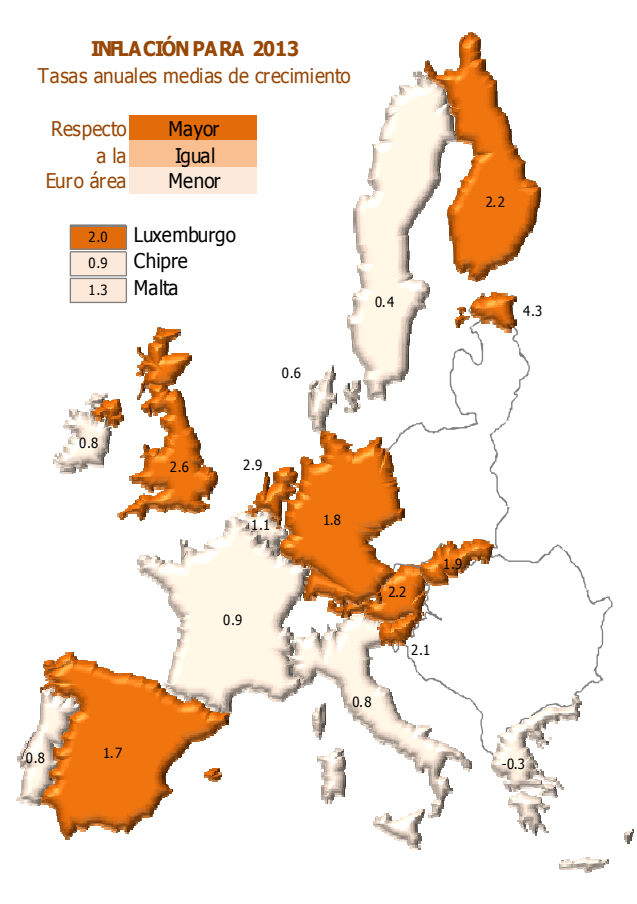 INFLACIÓN PARA 2013
Tasas anuales medias de crecimiento
Respecto
a la
Euro área
Mayor
Igual
Menor
2.0 Luxemburgo
0.9 Chipre
1.3 Malta
2.2
0.4
4.3
0.6
0.8
2.6
2.9
1.1
1.8
1.9
2.2
0.9
2.1
0.8
1.7
0.8
-0.3